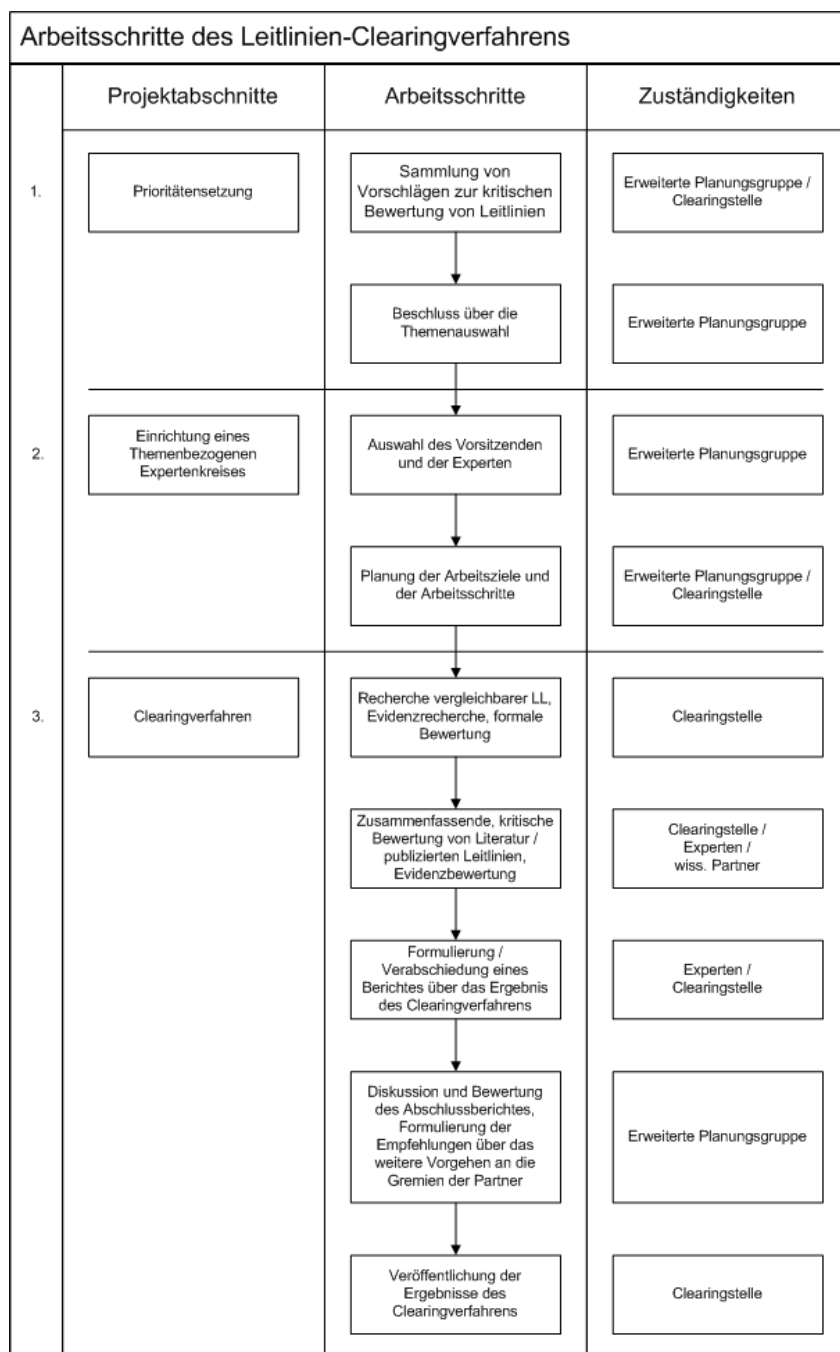 Arbeitsschritte des Leitlinien-Clearingverfahrens
Projektabschnitte
Arbeitsschritte
Zuständigkeiten
1.
Prioritätensetzung
Sammlung von
Vorschlägen zur kritischen
Bewertung von Leitlinien
Erweiterte Planungsgruppe /
Clearingstelle
Beschluss über die
Themenauswahl
Erweiterte Planungsgruppe
2.
Einrichtung eines
Themenbezogenen
Expertenkreises
Auswahl des Vorsitzenden
und der Experten
Erweiterte Planungsgruppe
Planung der Arbeitsziele und
der Arbeitsschritte
Erweiterte Planungsgruppe /
Clearingstelle
3.
Clearingverfahren
Recherche vergleichbarer LL,
Evidenzrecherche, formale
Bewertung
Clearingstelle
Zusammenfassende, kritische
Bewertung von Literatur /
publizierten Leitlinien,
Evidenzbewertung
Clearingstelle /
Experten /
wiss. Partner
Formulierung /
Verabschiedung eines
Berichtes über das Ergebnis
des Clearingverfahrens
Experten /
Clearingstelle
Diskussion und Bewertung
des Abschlussberichtes,
Formulierung der
Empfehlungen über das
weitere Vorgehen an die
Gremien der Partner
Erweiterte Planungsgruppe
Veröffentlichung der
Ergebnisse des
Clearingverfahrens
Clearingstelle